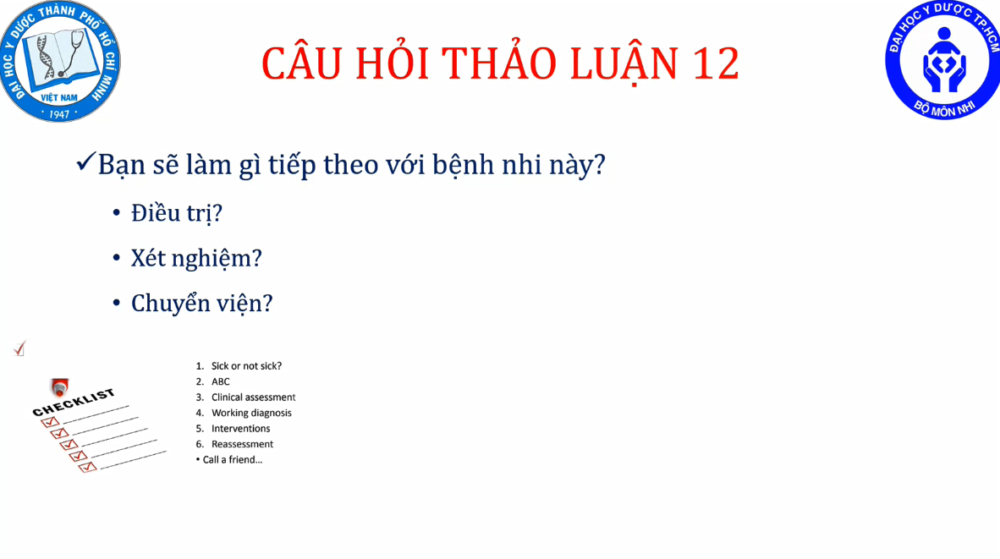 ĐẠI HỌC Y DƯỢC THÀNH PHỐ HỒ CHÍ MINH
VIỆT NAM
1947
ĐẠI HỌC Y DƯỢC TP.HCM
BỘ MÔN NHI
CÂU HỎI THẢO LUẬN 12
✓Bạn sẽ làm gì tiếp theo với bệnh nhi này?
• Điều trị?
• Xét nghiệm?
• Chuyển viện?
CHECKLIST
1. Sick or not sick?
2. ABC
3. Clinical assessment
4. Working diagnosis
5. Interventions
6. Reassessment
• Call a friend...